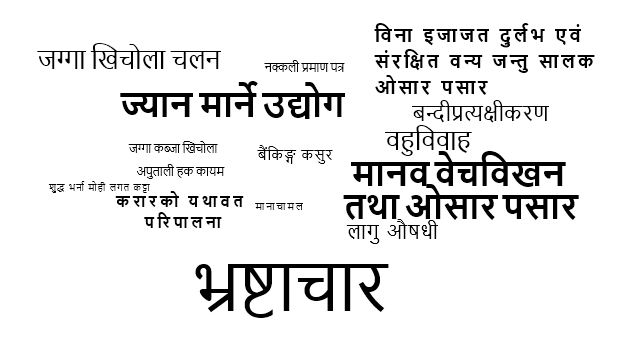 विना इजाजत दुर्लभ एवं
संरक्षित वन्य जन्तु सालक
ओसार पसार
जग्गा खिचोला चलन
नक्कली प्रमाण पत्र
ज्यान मार्ने उद्योग
बन्दीप्रत्यक्षीकरण
वहुविवाह
जग्गा कब्जा खिचोला
बैंकिङ्ग कसुर
अपुताली हक कायम
मानव वेचविखन
तथा ओसार पसार
शुद्ध भर्ना मोही लगत कट्टा
करारको यथावत
परिपालना
मानाचामल
लागु औषधी
भ्रष्टाचार